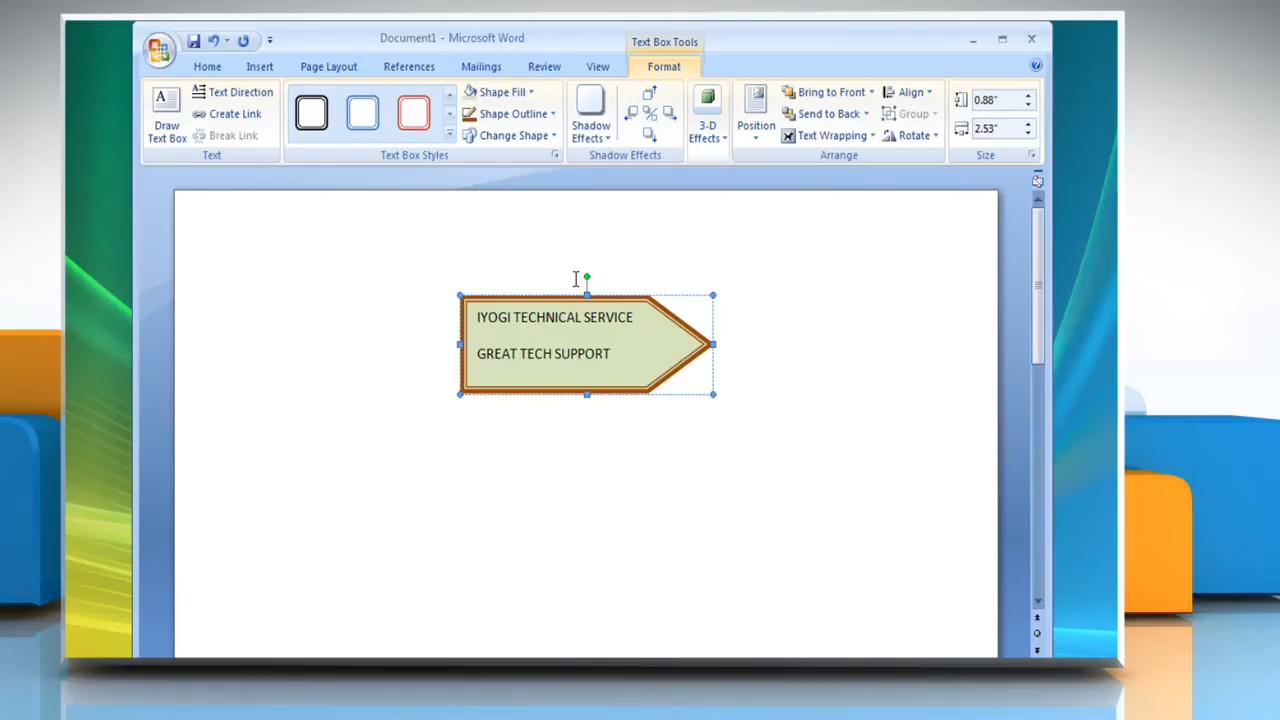 Document1 - Microsoft Word
Text Box Tools
Home Insert Page Layout References Mailings Review View Format
Draw Text Box
Text Direction
Create Link
Break Link
Text
Shape Fill
Shape Outline
Change Shape
Text Box Styles
Shadow Effects
Shadow Effects
3-D Effects
Position
Bring to Front
Send to Back
Text Wrapping
Align
Group
Rotate
Arrange
0.88"
2.53"
Size
IYOGI TECHNICAL SERVICE
GREAT TECH SUPPORT